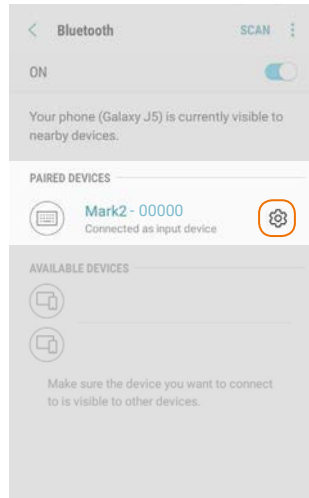 Bluetooth
SCAN
ON
Your phone (Galaxy J5) is currently visible to
nearby devices.
PAIRED DEVICES
Mark2 - 00000
Connected as input device
AVAILABLE DEVICES
Make sure the device you want to connect
to is visible to other devices.